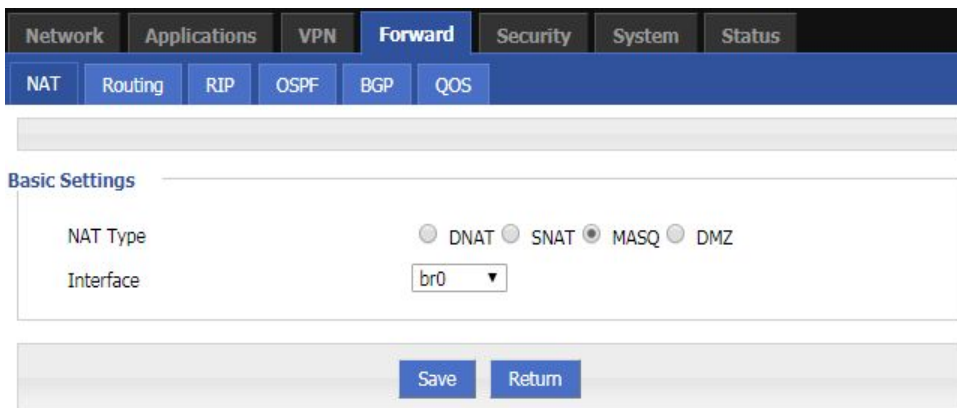 Network Applications VPN Forward Security System Status
NAT Routing RIP OSPF BGP QOS
Basic Settings
NAT Type DNAT SNAT MASQ DMZ
Interface br0
Save Return